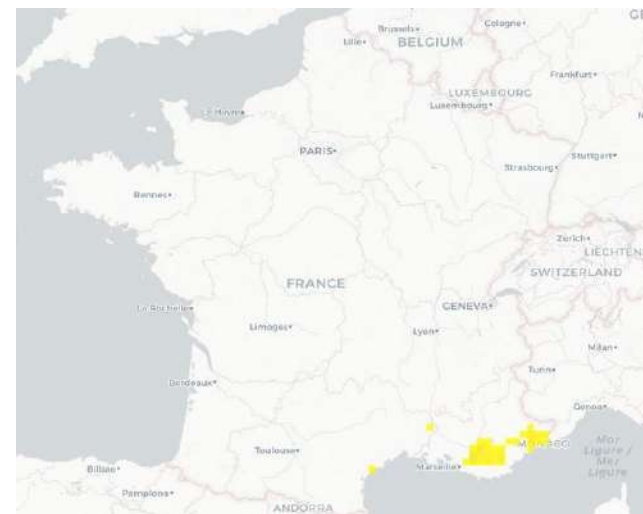 Brussels
Cologne
Lille
BELGIUM
Frankfurt
LUXEMBOURG
Luxembourg
Le Havre
PARIS
Strasbourg
Stuttgart
Rennes
Zurich
LIECHTEN
SWITZERLAND
FRANCE
GENEVA
La Rochelle
Limoges
Lyon
Milan
Turin
Bordeaux
Genoa
MONACO
Mar
Ligure /
Mer
Ligure
Toulouse
Marseille
Bilbao
Pamplona
ANDORRA